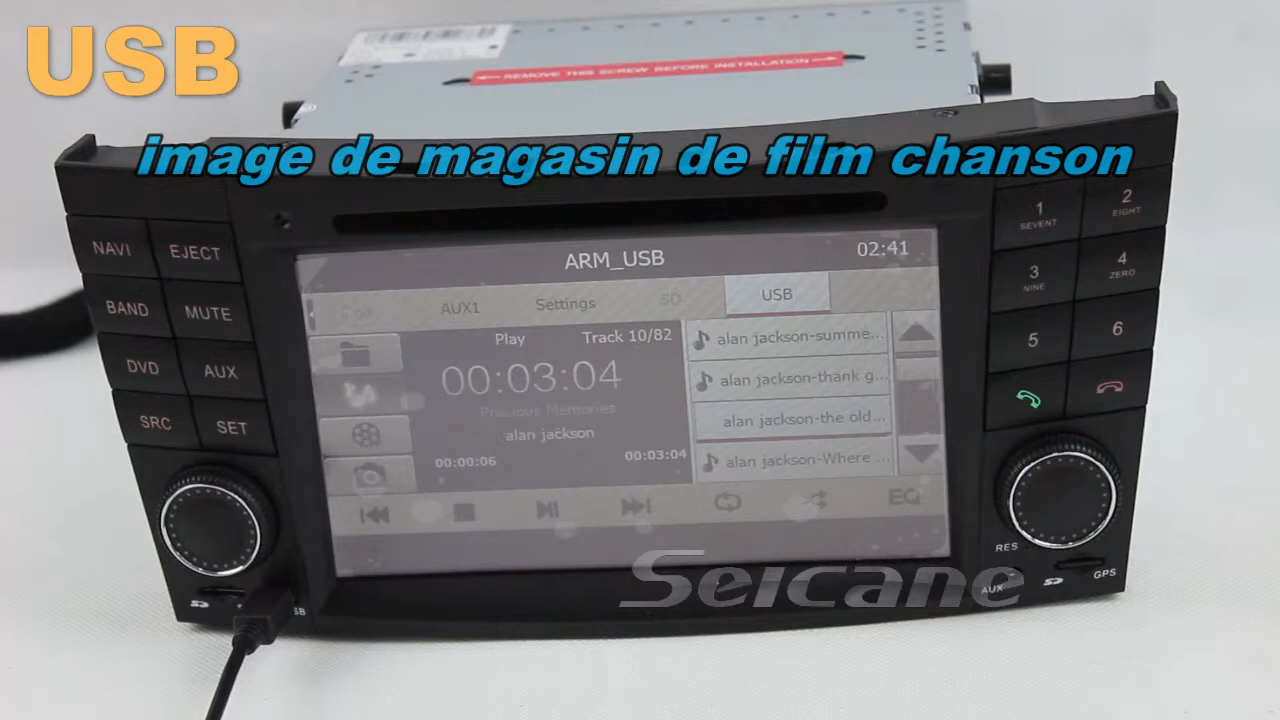 USB
REMOVE THIS SCREW BEFORE INSTALLATION
image de magasin de film chanson
NAVI
EJECT
BAND
MUTE
DVD
AUX
SRC
SET
ARM_USB
02:41
AUX1
Settings
SD
USB
Play
Track 10/82
00:03:04
Precious Memories
alan jackson
00:00:06
00:03:04
alan jackson-summe...
alan jackson-thank g...
alan jackson-the old...
alan jackson-Where ...
EQ
1
SEVENT
2
EIGHT
3
NINE
4
ZERO
5
6
RES
AUX
GPS
Seicane